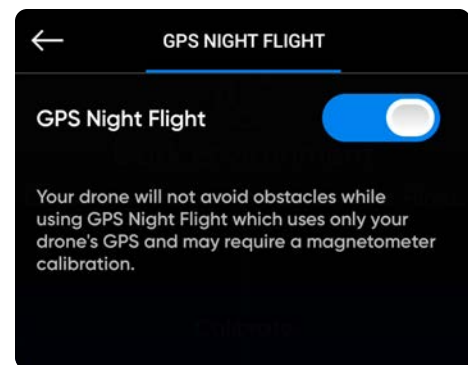 GPS NIGHT FLIGHT
GPS Night Flight
Your drone will not avoid obstacles while
using GPS Night Flight which uses only your
drone's GPS and may require a magnetometer
calibration.